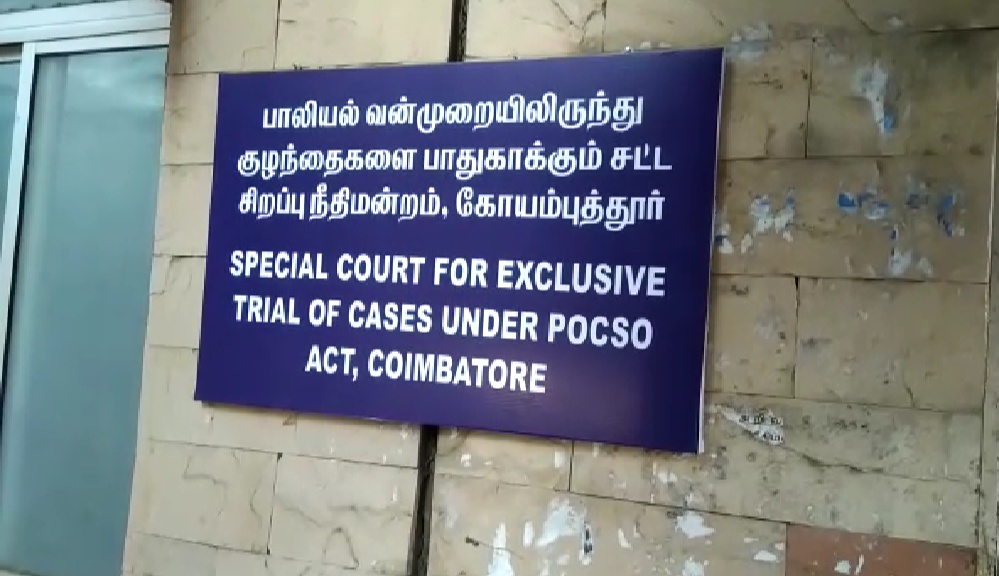 பாலியல் வன்முறையிலிருந்து
குழந்தைகளை பாதுகாக்கும் சட்ட
சிறப்பு நீதிமன்றம், கோயம்புத்தூர்
SPECIAL COURT FOR EXCLUSIVE
TRIAL OF CASES UNDER POCSO
ACT, COIMBATORE